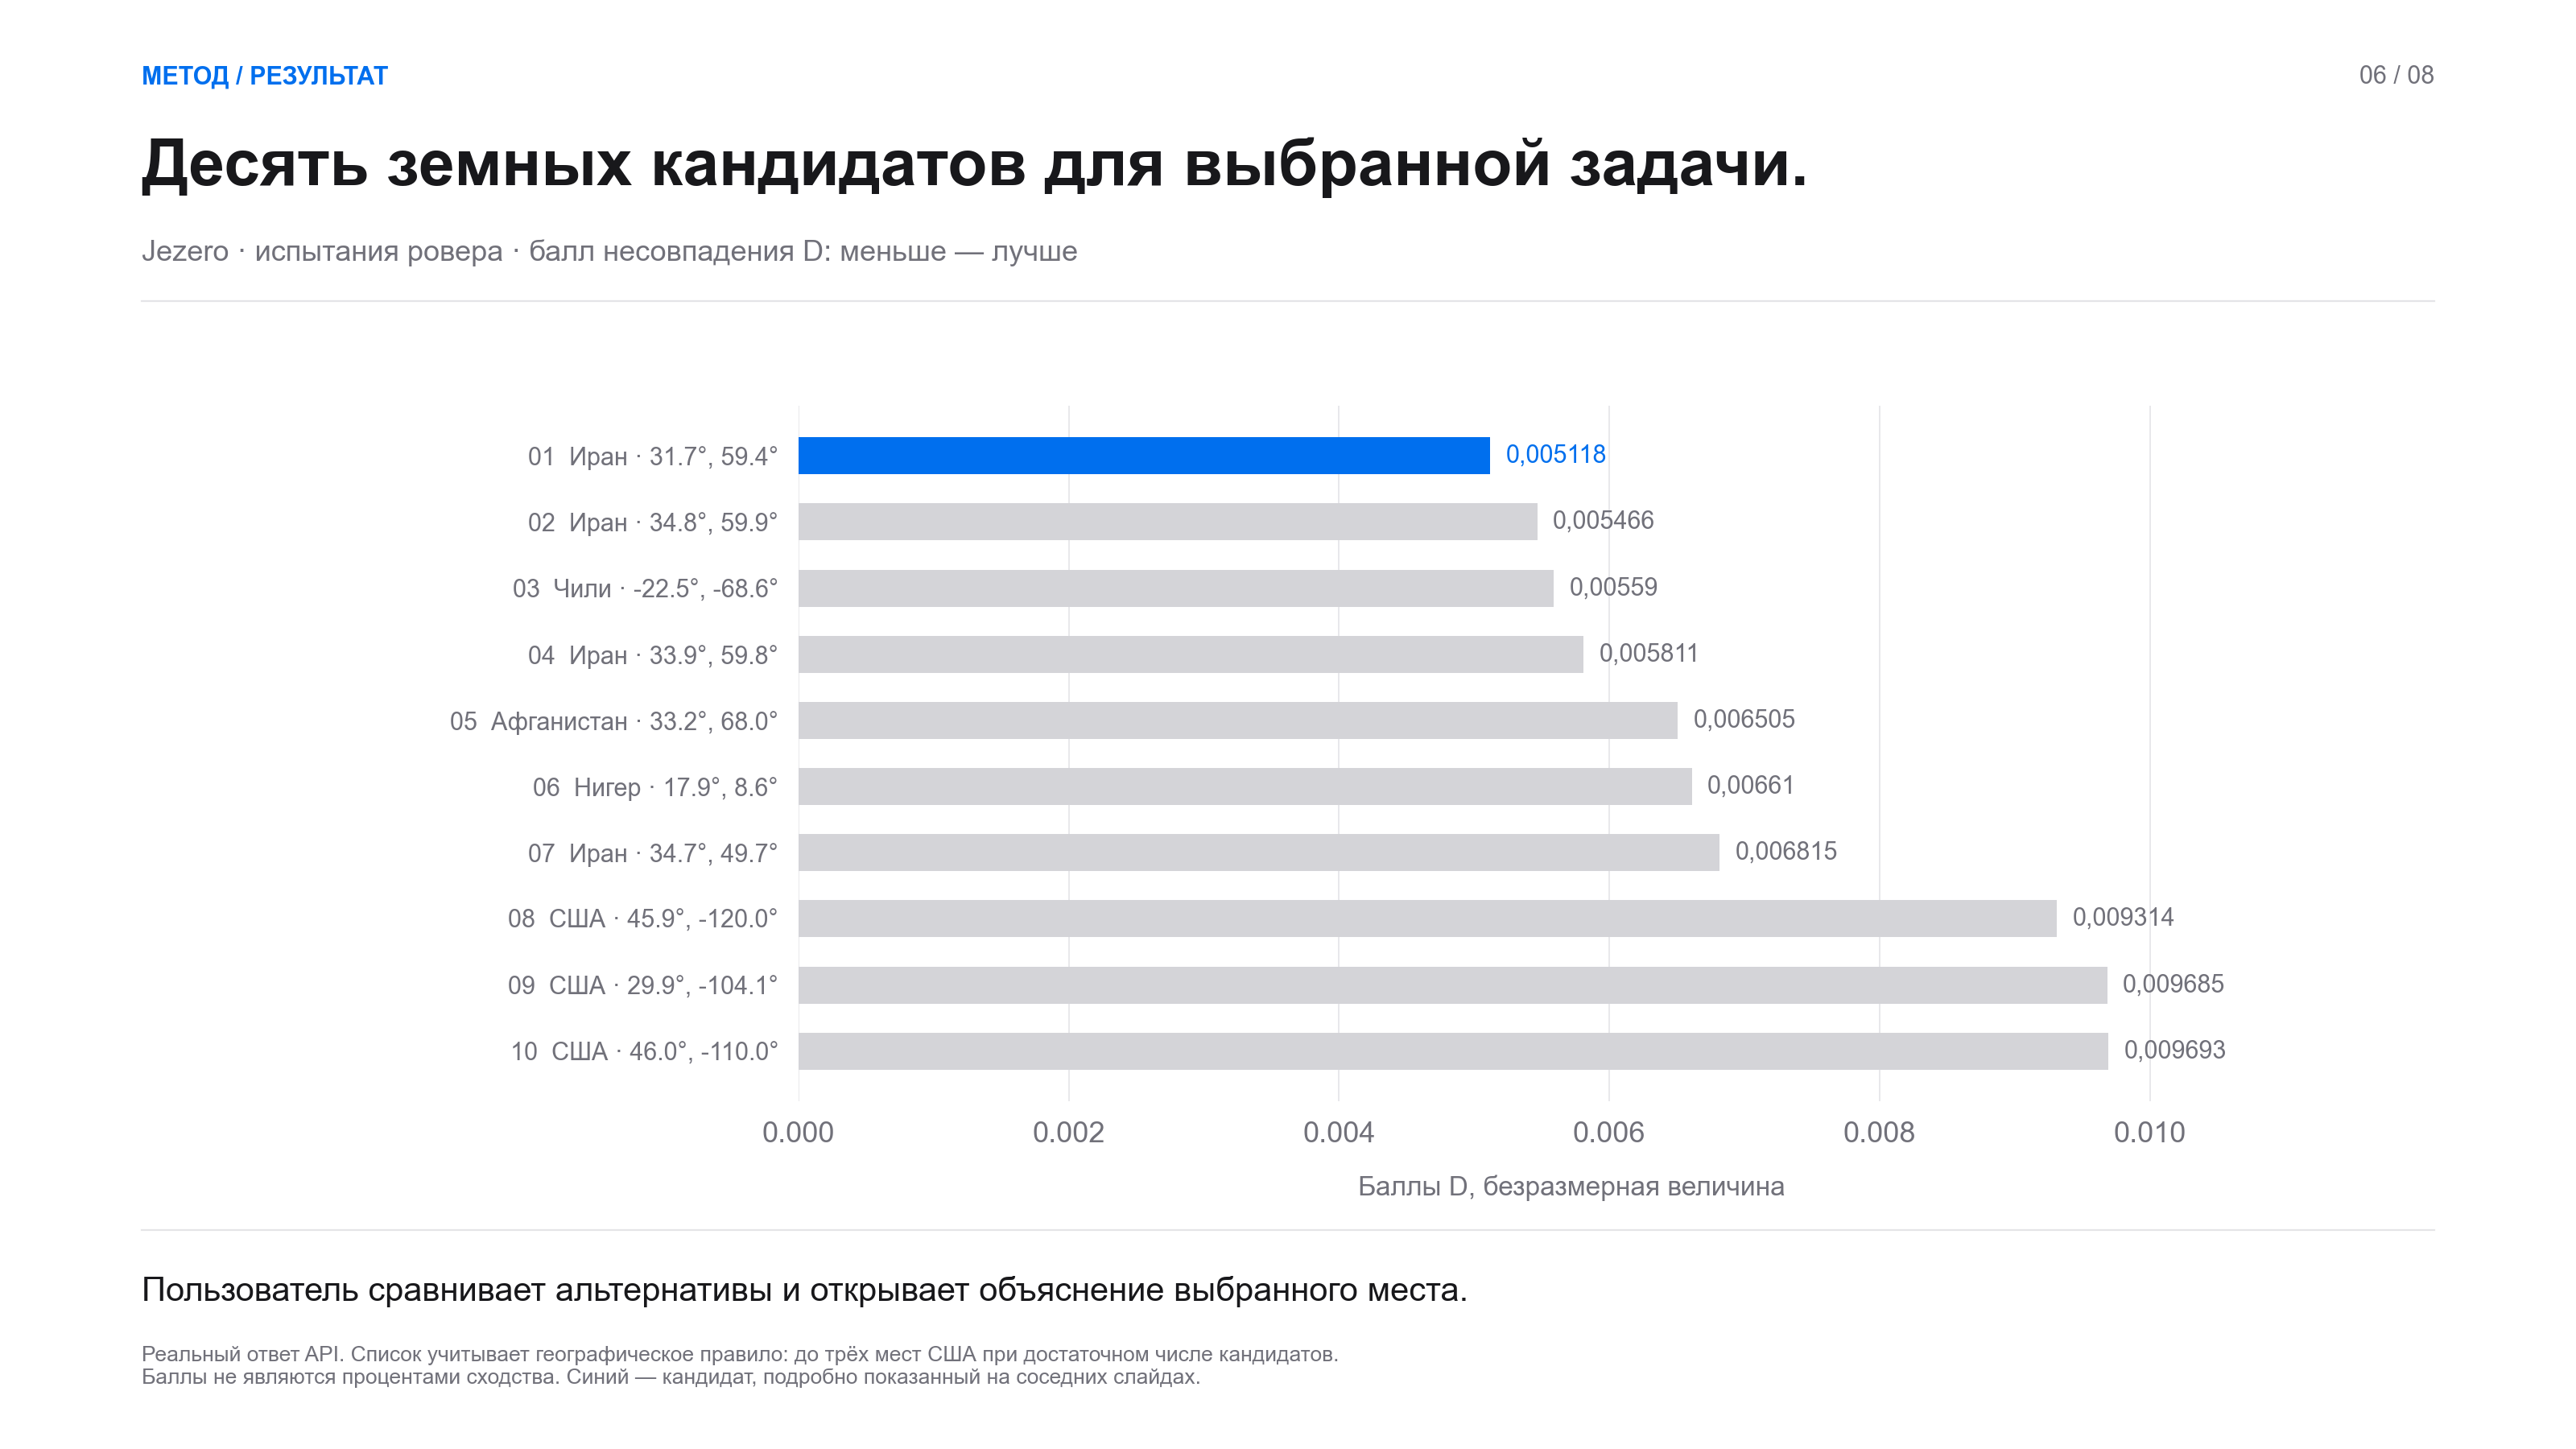 МЕТОД / РЕЗУЛЬТАТ
06 / 08
Десять земных кандидатов для выбранной задачи.
Jezero · испытания ровера · балл несовпадения D: меньше — лучше
01 Иран · 31.7°, 59.4° 0,005118
02 Иран · 34.8°, 59.9° 0,005466
03 Чили · -22.5°, -68.6° 0,00559
04 Иран · 33.9°, 59.8° 0,005811
05 Афганистан · 33.2°, 68.0° 0,006505
06 Нигер · 17.9°, 8.6° 0,00661
07 Иран · 34.7°, 49.7° 0,006815
08 США · 45.9°, -120.0° 0,009314
09 США · 29.9°, -104.1° 0,009685
10 США · 46.0°, -110.0° 0,009693
0.000 0.002 0.004 0.006 0.008 0.010
Баллы D, безразмерная величина
Пользователь сравнивает альтернативы и открывает объяснение выбранного места.
Реальный ответ API. Список учитывает географическое правило: до трёх мест США при достаточном числе кандидатов.
Баллы не являются процентами сходства. Синий — кандидат, подробно показанный на соседних слайдах.